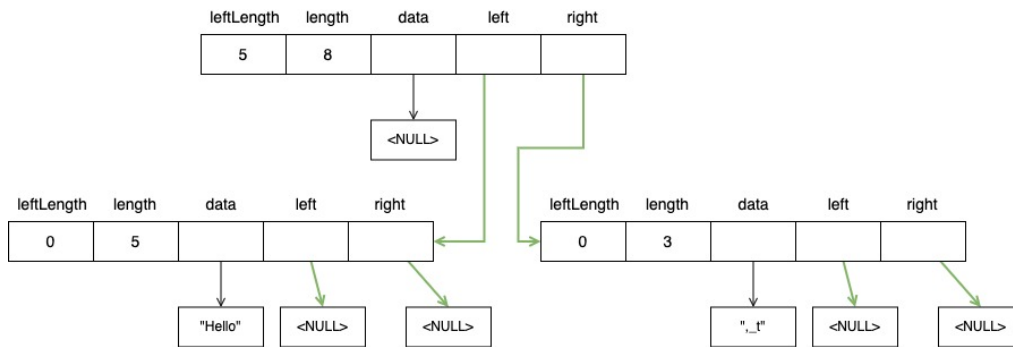 leftLength length data left right
5 8
<NULL>
leftLength length data left right
0 5
leftLength length data left right
0 3
"Hello" <NULL> <NULL>
",_t" <NULL> <NULL>